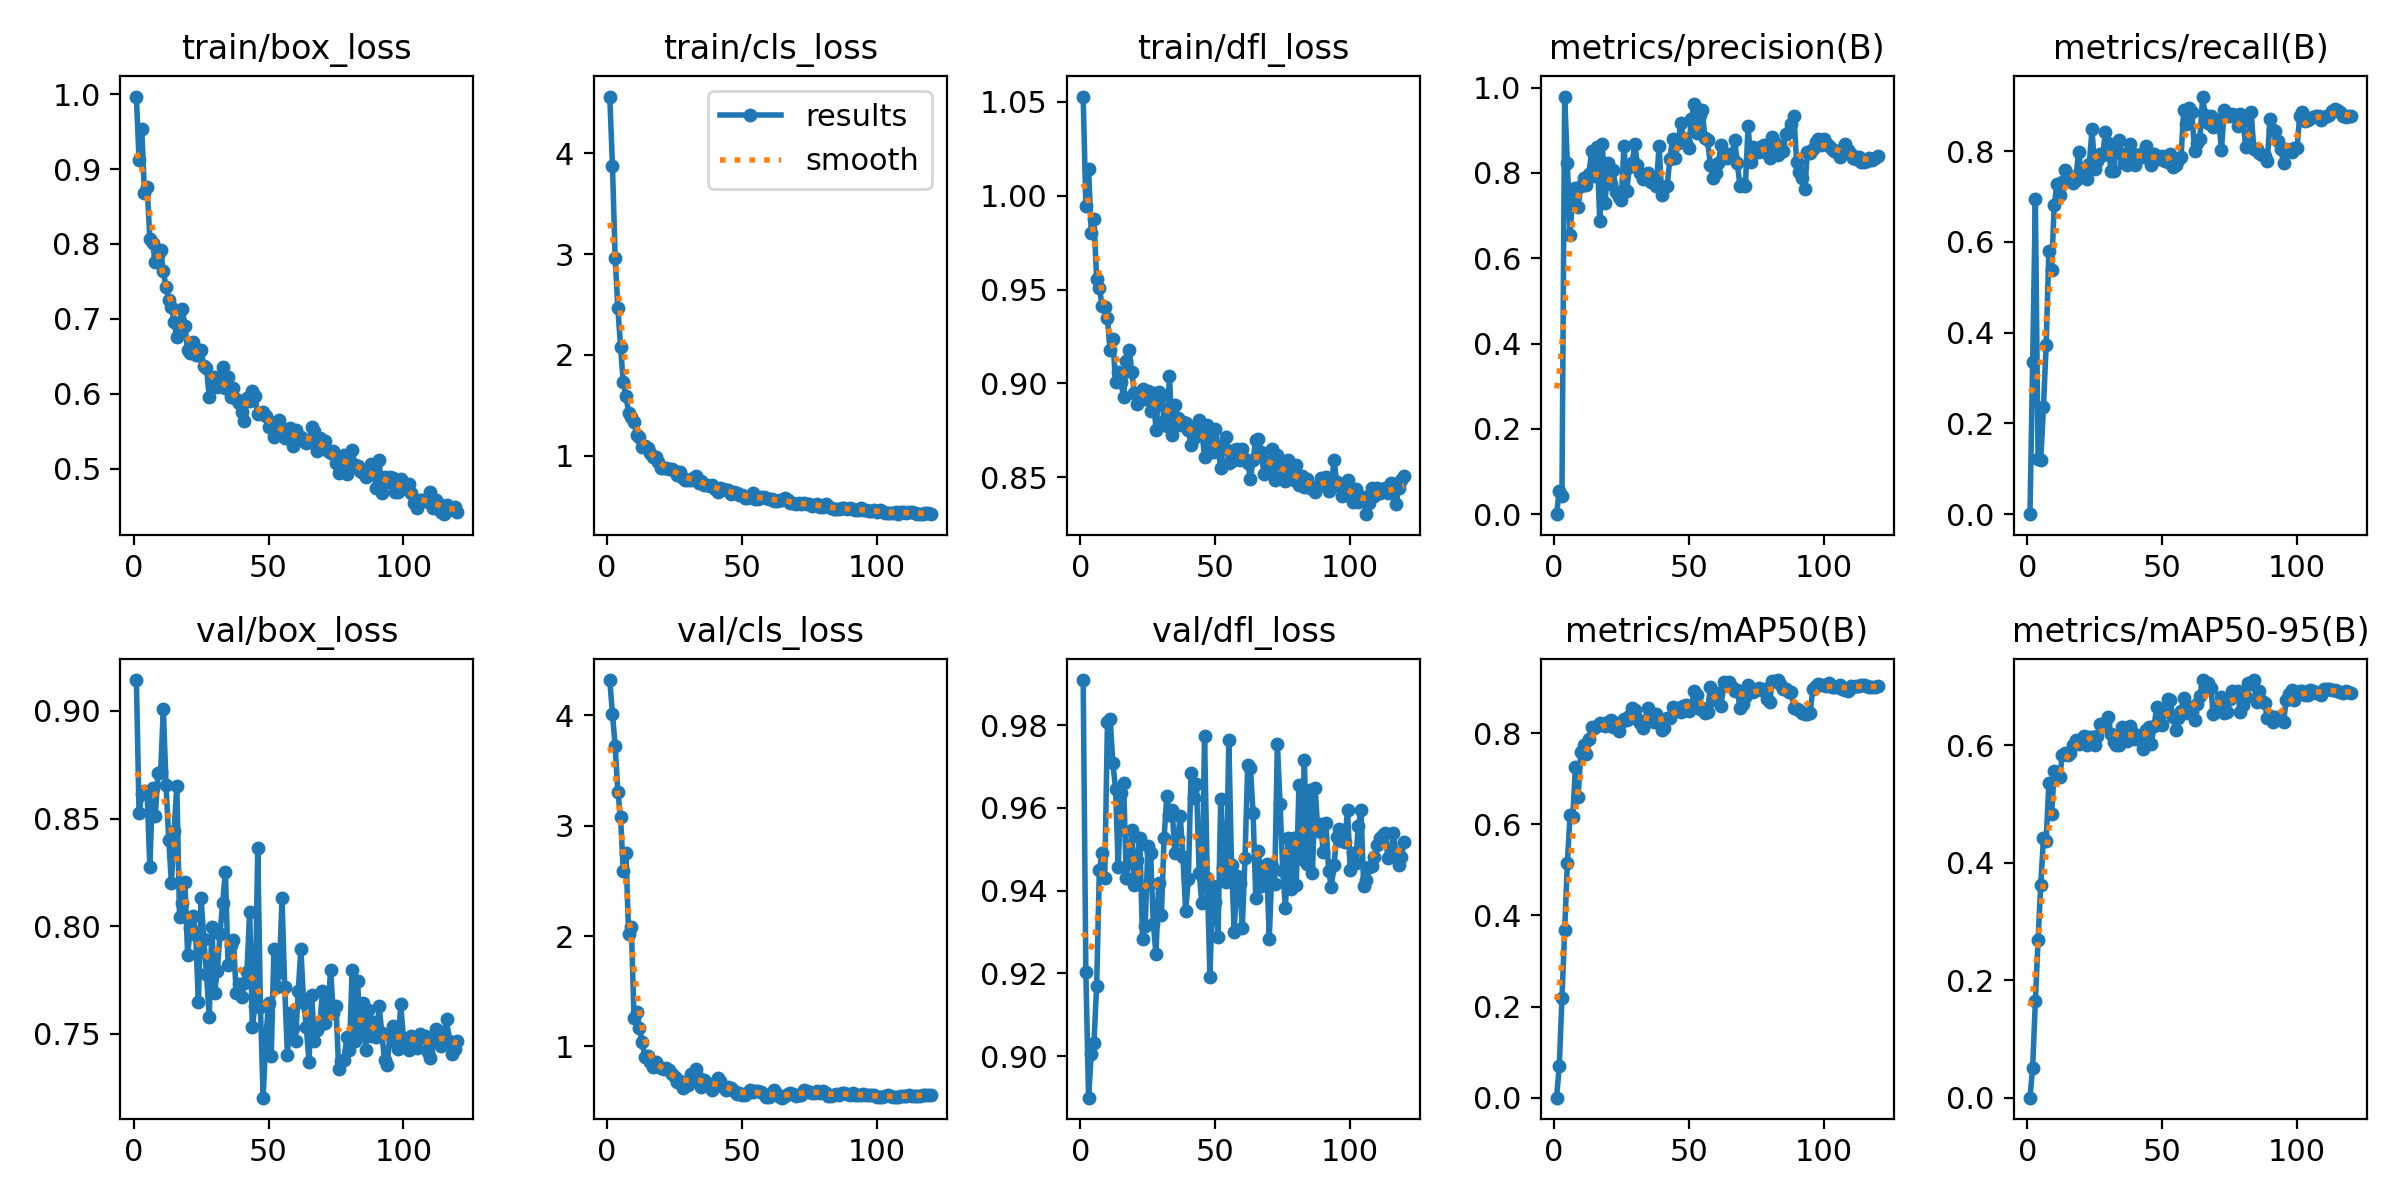 train/box_loss
1.0
0.9
0.8
0.7
0.6
0.5
0 50 100
train/cls_loss
results
smooth
4
3
2
1
0 50 100
train/dfl_loss
1.05
1.00
0.95
0.90
0.85
0 50 100
metrics/precision(B)
1.0
0.8
0.6
0.4
0.2
0.0
0 50 100
metrics/recall(B)
0.8
0.6
0.4
0.2
0.0
0 50 100
val/box_loss
0.90
0.85
0.80
0.75
0 50 100
val/cls_loss
4
3
2
1
0 50 100
val/dfl_loss
0.98
0.96
0.94
0.92
0.90
0 50 100
metrics/mAP50(B)
0.8
0.6
0.4
0.2
0.0
0 50 100
metrics/mAP50-95(B)
0.6
0.4
0.2
0.0
0 50 100